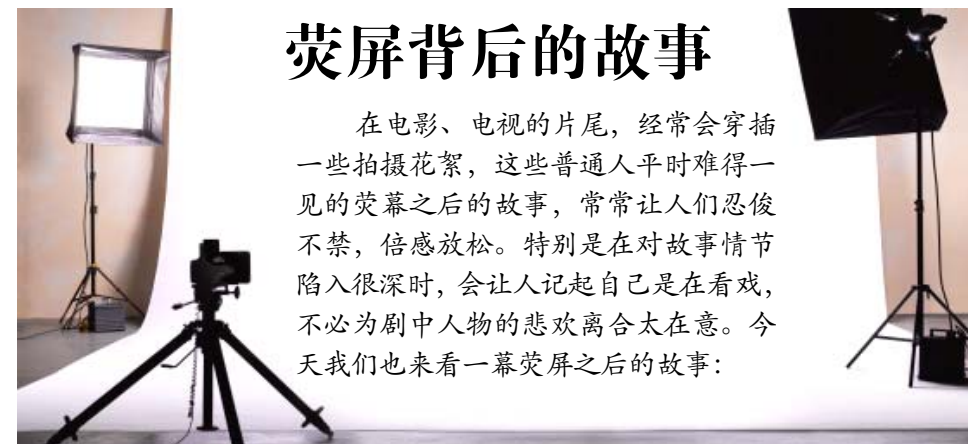 荧屏背后的故事
在电影、电视的片尾，经常会穿插
一些拍摄花絮，这些普通人平时难得一
见的荧幕之后的故事，常常让人们忍俊
不禁，倍感放松。特别是在对故事情节
陷入很深时，会让人记起自己是在看戏，
不必为剧中人物的悲欢离合太在意。今
天我们也来看一幕荧屏之后的故事：